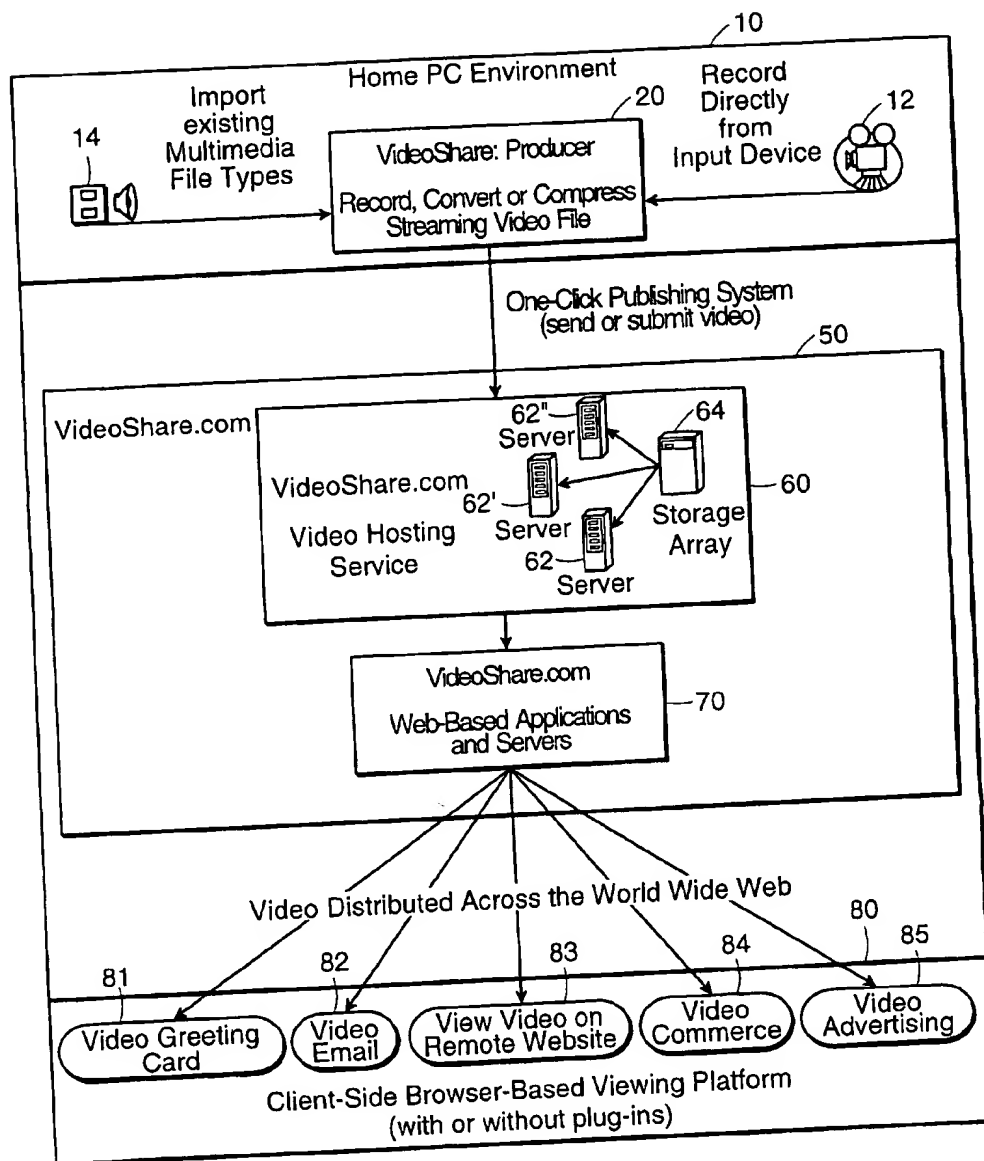 10
Home PC Environment
Import
existing
Multimedia
File Types
14
20
VideoShare: Producer
Record, Convert or Compress
Streaming Video File
Record
Directly
from
Input Device
12
One-Click Publishing System
(send or submit video)
50
VideoShare.com
VideoShare.com
Video Hosting
Service
62"
Server
62'
Server
62
Server
64
Storage
Array
60
VideoShare.com
Web-Based Applications
and Servers
70
Video Distributed Across the World Wide Web
80
81
Video Greeting
Card
82
Video
Email
83
View Video on
Remote Website
84
Video
Commerce
85
Video
Advertising
Client-Side Browser-Based Viewing Platform
(with or without plug-ins)